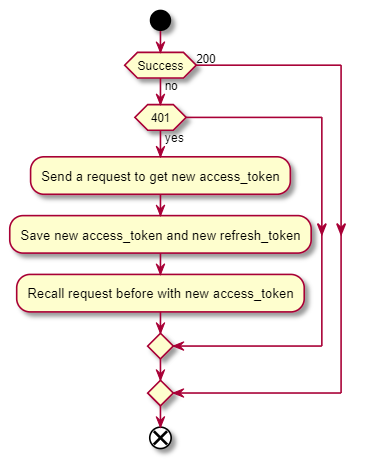 Success
200
no
401
yes
Send a request to get new access_token
Save new access_token and new refresh_token
Recall request before with new access_token